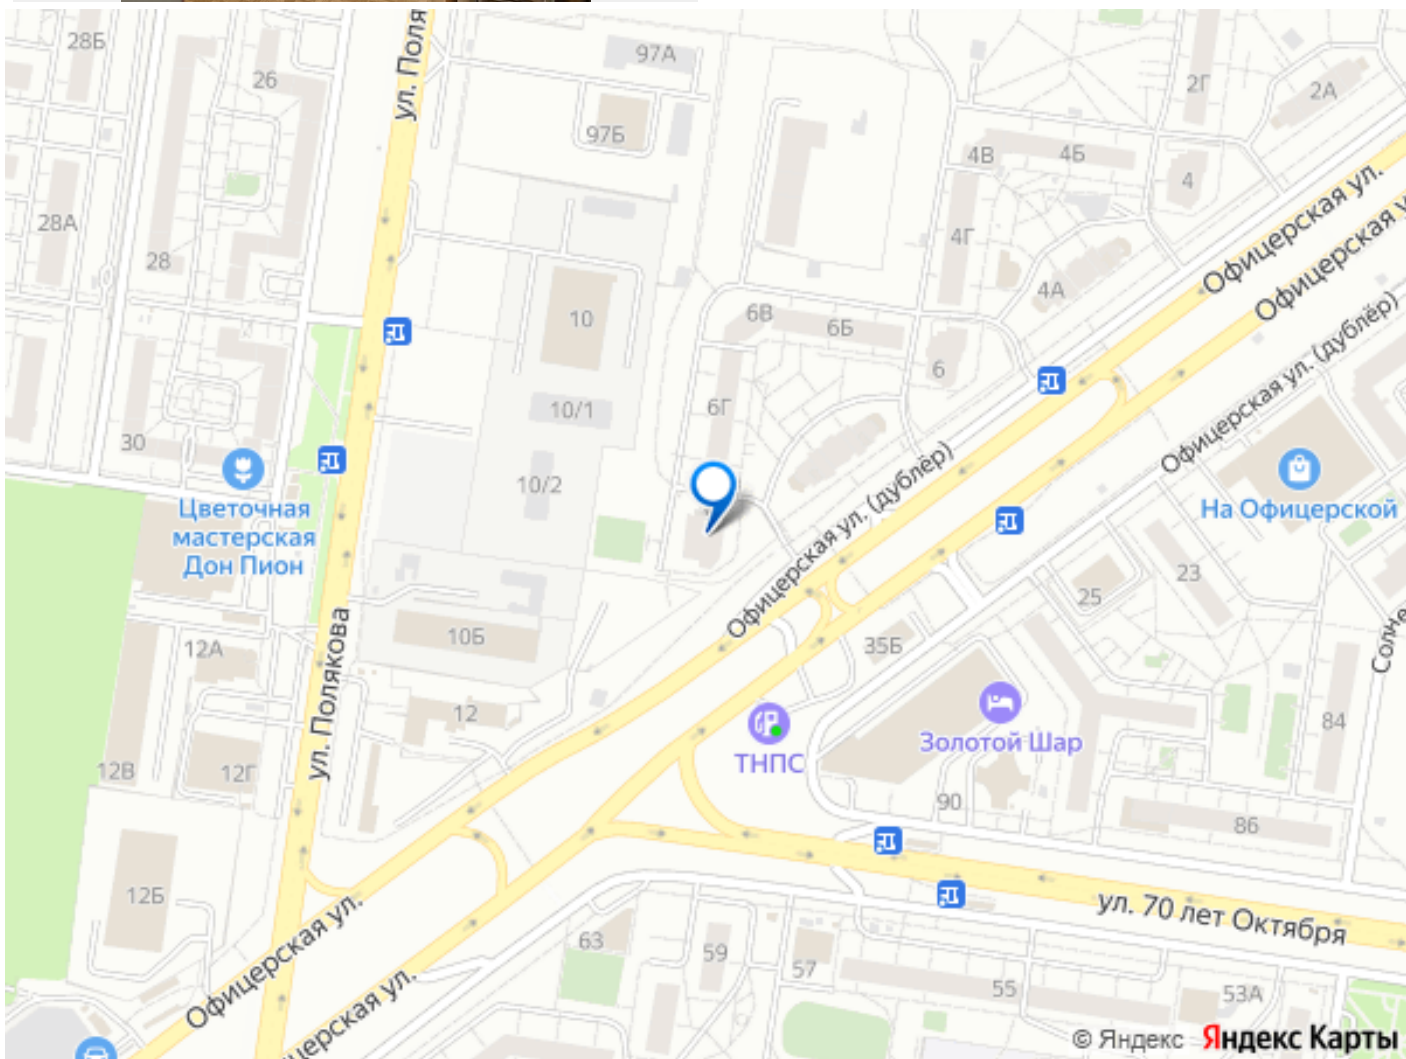 28Б
26
ул. Поля
97А
97Б
2Г
2А
4В
4Б
4
28А
28
4Г
4А
Офицерская ул.
Офицерская у
10
6В
6Б
6
Офицерская ул. (дублёр)
10/1
6Г
30
Цветочная
мастерская
Дон Пион
10/2
Офицерская ул. (дублёр)
На Офицерской
23
25
ул. Полякова
10Б
12А
35Б
Солне
12
ТНПС
Золотой Шар
84
12В
12Г
90
86
12Б
ул. 70 лет Октября
Офицерская ул.
ицерская ул.
63
59
57
55
53А
© Яндекс Яндекс Карты